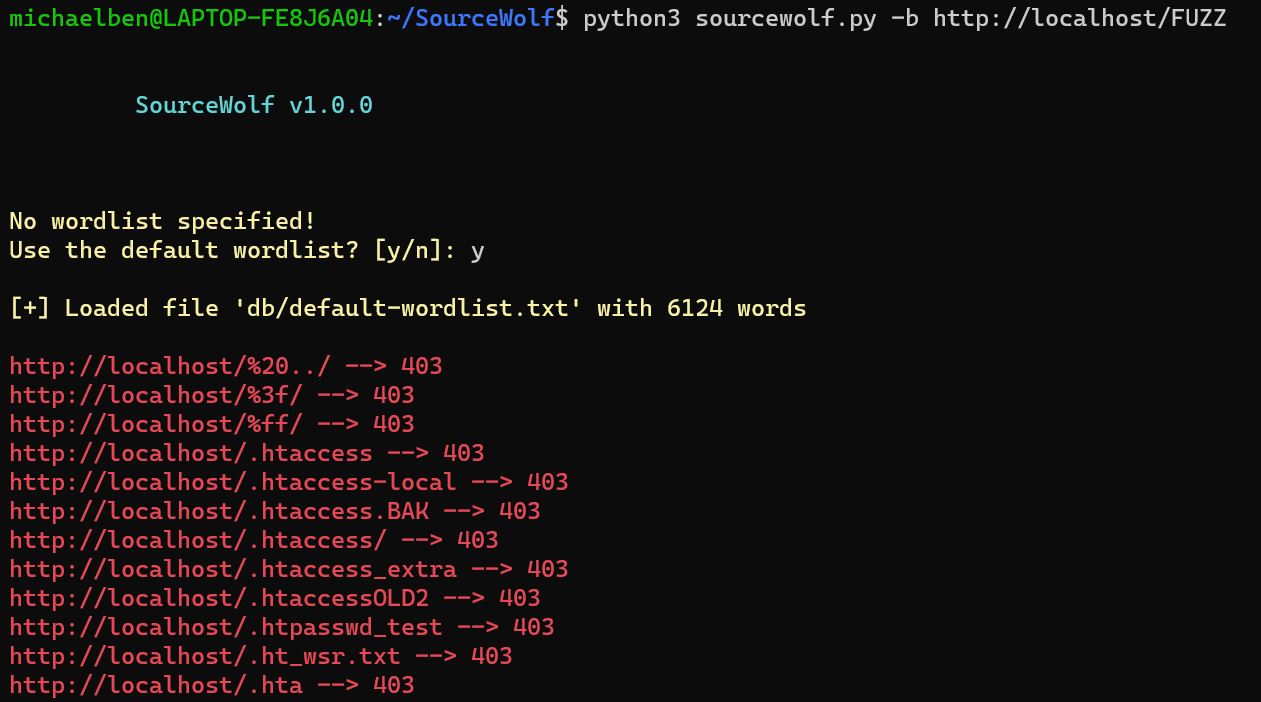 michaelben@LAPTOP-FE8J6A04:~/SourceWolf$ python3 sourcewolf.py -b http://localhost/FUZZ
SourceWolf v1.0.0
No wordlist specified!
Use the default wordlist? [y/n]: y
[+] Loaded file 'db/default-wordlist.txt' with 6124 words
http://localhost/%20../ --> 403
http://localhost/%3f/ --> 403
http://localhost/%ff/ --> 403
http://localhost/.htaccess --> 403
http://localhost/.htaccess-local --> 403
http://localhost/.htaccess.BAK --> 403
http://localhost/.htaccess/ --> 403
http://localhost/.htaccess_extra --> 403
http://localhost/.htaccessOLD2 --> 403
http://localhost/.htpasswd_test --> 403
http://localhost/.ht_wsr.txt --> 403
http://localhost/.hta --> 403